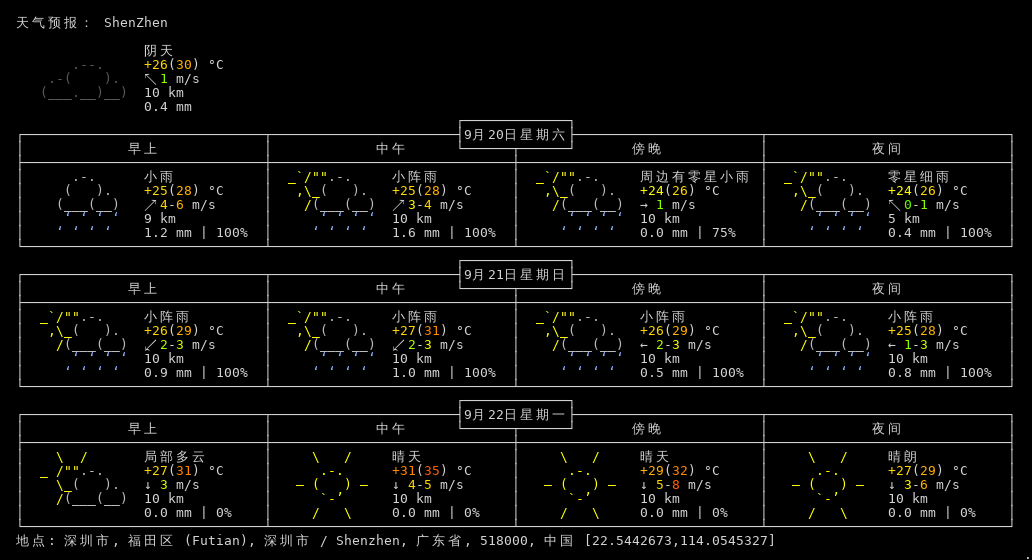 天气预报： ShenZhen
阴天
+26(30) °C
↖ 1 m/s
10 km
0.4 mm
9月20日星期六
早上 中午 傍晚 夜间
小雨 小阵雨 周边有零星小雨 零星细雨
+25(28) °C +25(28) °C +24(26) °C +24(26) °C
↗ 4-6 m/s ↗ 3-4 m/s → 1 m/s ↖ 0-1 m/s
9 km 10 km 10 km 5 km
1.2 mm | 100% 1.6 mm | 100% 0.0 mm | 75% 0.4 mm | 100%
9月21日星期日
早上 中午 傍晚 夜间
小阵雨 小阵雨 小阵雨 小阵雨
+26(29) °C +27(31) °C +26(29) °C +25(28) °C
↙ 2-3 m/s ↙ 2-3 m/s ← 2-3 m/s ← 1-3 m/s
10 km 10 km 10 km 10 km
0.9 mm | 100% 1.0 mm | 100% 0.5 mm | 100% 0.8 mm | 100%
9月22日星期一
早上 中午 傍晚 夜间
局部多云 晴天 晴天 晴朗
+27(31) °C +31(35) °C +29(32) °C +27(29) °C
↓ 3 m/s ↓ 4-5 m/s ↓ 5-8 m/s ↓ 3-6 m/s
10 km 10 km 10 km 10 km
0.0 mm | 0% 0.0 mm | 0% 0.0 mm | 0% 0.0 mm | 0%
地点: 深圳市, 福田区 (Futian), 深圳市 / Shenzhen, 广东省, 518000, 中国 [22.5442673,114.0545327]